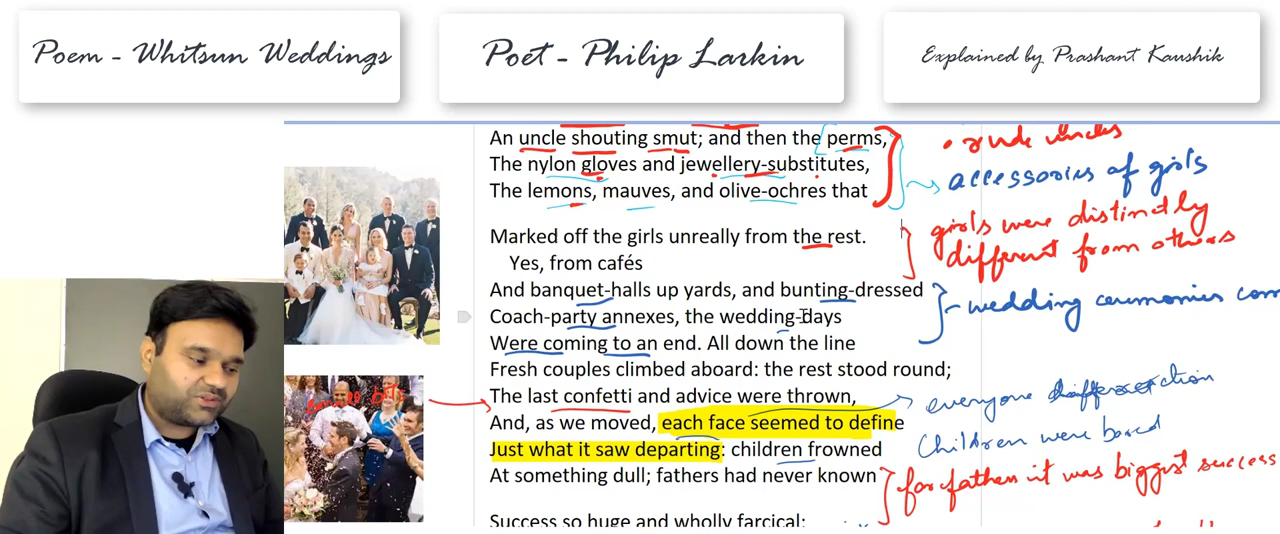 Poem - Whitsun Weddings
Poet - Philip Larkin
Explained by Prashant Kaushik
An uncle shouting smut; and then the perms,
The nylon gloves and jewellery-substitutes,
The lemons, mauves, and olive-ochres that
Marked off the girls unreally from the rest.
Yes, from cafés
And banquet-halls up yards, and bunting-dressed
Coach-party annexes, the wedding-days
Were coming to an end. All down the line
Fresh couples climbed aboard: the rest stood round;
The last confetti and advice were thrown,
And, as we moved, each face seemed to define
Just what it saw departing: children frowned
At something dull; fathers had never known
Success so huge and wholly farcical;
• rude uncles
accessories of girls
girls were distinctly
different from others
wedding ceremonies com
everyone
Children were bored
for fathers it was biggest success